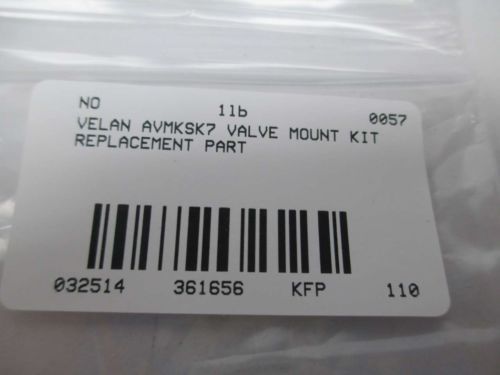 NO 1lb 0057
VELAN AVMKSK7 VALVE MOUNT KIT
REPLACEMENT PART
032514 361656 KFP 110